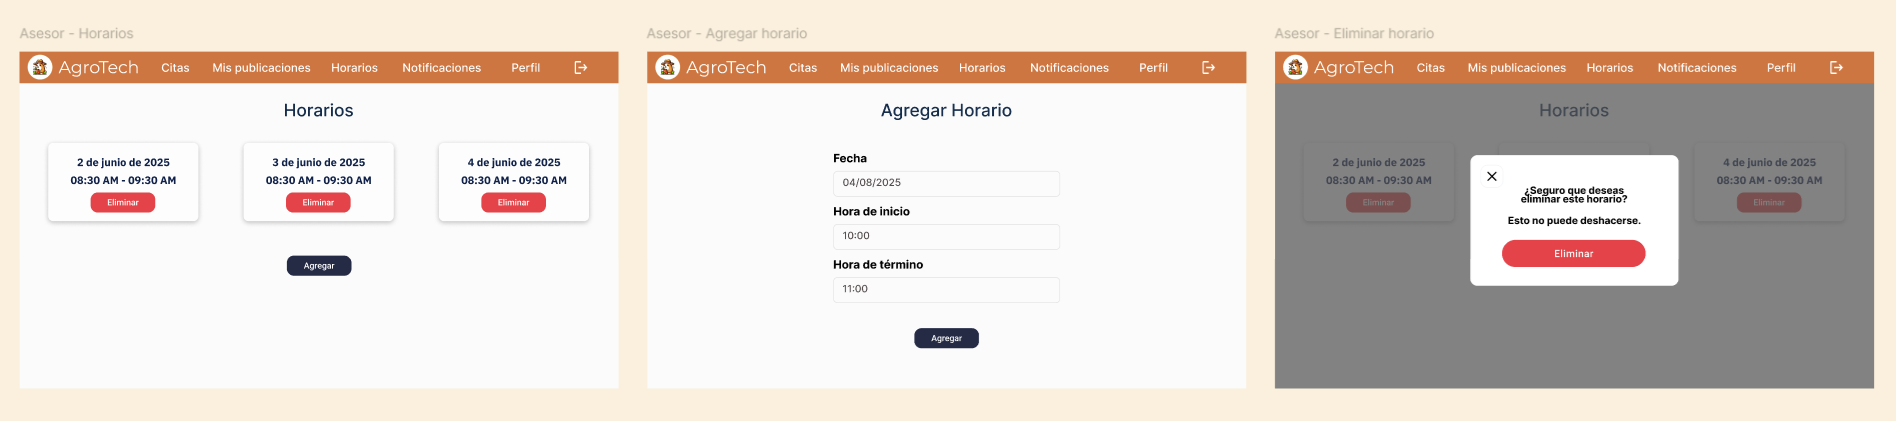 Asesor - Horarios
AgroTech Citas Mis publicaciones Horarios Notificaciones Perfil
Horarios
2 de junio de 2025
08:30 AM - 09:30 AM
Eliminar
3 de junio de 2025
08:30 AM - 09:30 AM
Eliminar
4 de junio de 2025
08:30 AM - 09:30 AM
Eliminar
Agregar
Asesor - Agregar horario
AgroTech Citas Mis publicaciones Horarios Notificaciones Perfil
Agregar Horario
Fecha
04/08/2025
Hora de inicio
10:00
Hora de término
11:00
Agregar
Asesor - Eliminar horario
AgroTech Citas Mis publicaciones Horarios Notificaciones Perfil
Horarios
2 de junio de 2025
08:30 AM - 09:30 AM
Eliminar
¿Seguro que deseas
eliminar este horario?
Esto no puede deshacerse.
Eliminar
4 de junio de 2025
08:30 AM - 09:30 AM
Eliminar